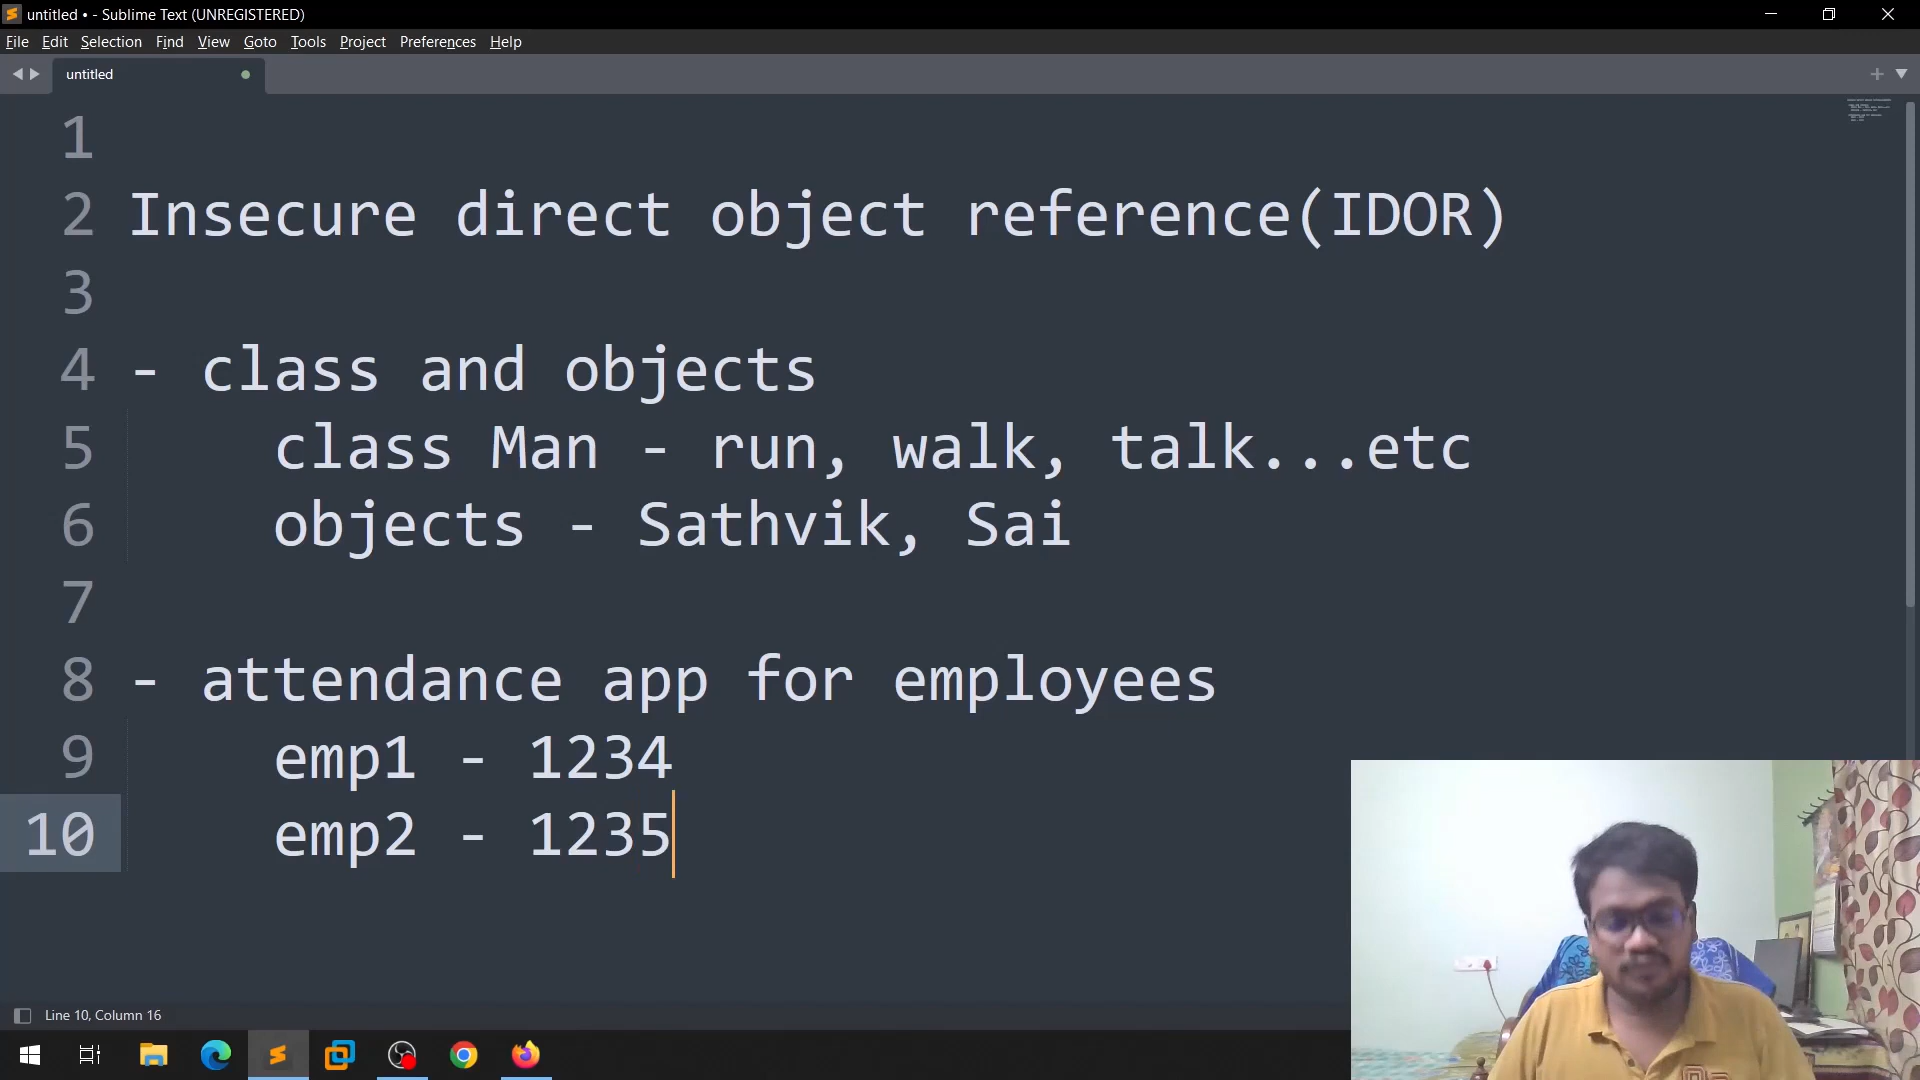 untitled • - Sublime Text (UNREGISTERED)
File Edit Selection Find View Goto Tools Project Preferences Help
untitled
1
2 Insecure direct object reference(IDOR)
3
4 - class and objects
5 class Man - run, walk, talk...etc
6 objects - Sathvik, Sai
7
8 - attendance app for employees
9 emp1 - 1234
10 emp2 - 1235
Line 10, Column 16